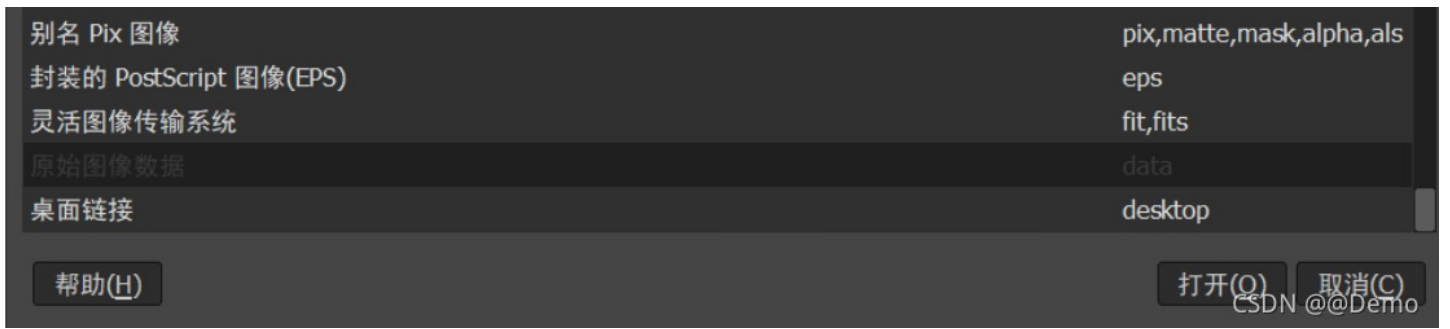 别名 Pix 图像 pix,matte,mask,alpha,als
封装的 PostScript 图像(EPS) eps
灵活图像传输系统 fit,fits
原始图像数据 data
桌面链接 desktop
帮助(H) 打开(O) 取消(C)
CSDN @@Demo